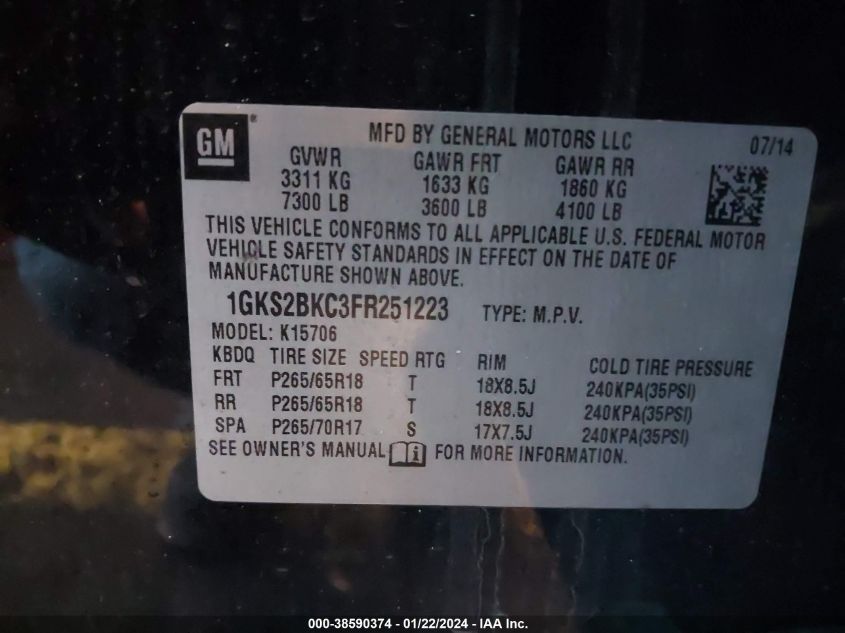 GM® MFD BY GENERAL MOTORS LLC 07/14
GVWR GAWR FRT GAWR RR
3311 KG 1633 KG 1860 KG
7300 LB 3600 LB 4100 LB
THIS VEHICLE CONFORMS TO ALL APPLICABLE U.S. FEDERAL MOTOR
VEHICLE SAFETY STANDARDS IN EFFECT ON THE DATE OF
MANUFACTURE SHOWN ABOVE.
1GKS2BKC3FR251223 TYPE: M.P.V.
MODEL: K15706
KBDQ TIRE SIZE SPEED RTG RIM COLD TIRE PRESSURE
FRT P265/65R18 T 18X8.5J 240KPA(35PSI)
RR P265/65R18 T 18X8.5J 240KPA(35PSI)
SPA P265/70R17 S 17X7.5J 240KPA(35PSI)
SEE OWNER'S MANUAL i FOR MORE INFORMATION.
000-38590374 - 01/22/2024 - IAA Inc.